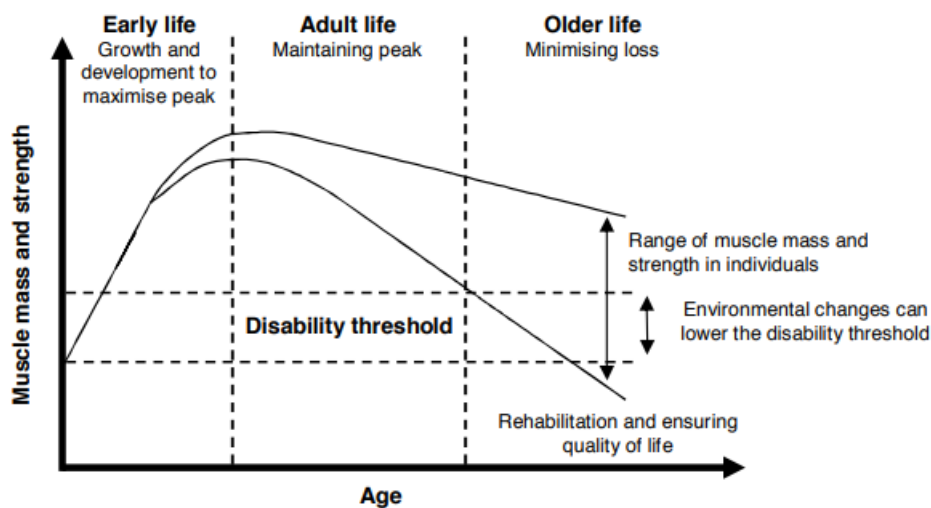 Early life
Growth and
development to
maximise peak
Adult life
Maintaining peak
Older life
Minimising loss
Muscle mass and strength
Range of muscle mass and
strength in individuals
Disability threshold
Environmental changes can
lower the disability threshold
Rehabilitation and ensuring
quality of life
Age